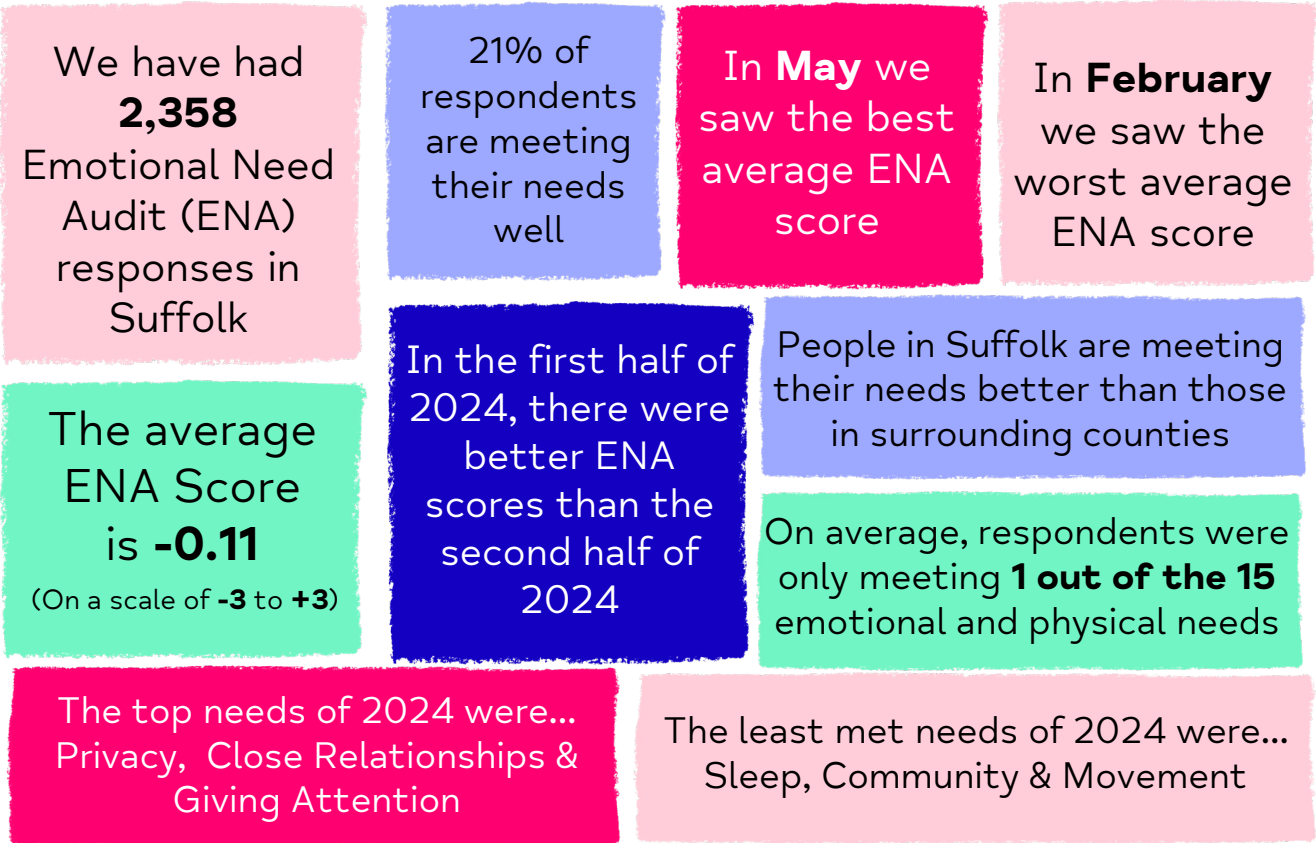 We have had
2,358
Emotional Need
Audit (ENA)
responses in
Suffolk
21% of
respondents
are meeting
their needs
well
In May we
saw the best
average ENA
score
In February
we saw the
worst average
ENA score
The average
ENA Score
is -0.11
(On a scale of -3 to +3)
In the first half of
2024, there were
better ENA
scores than the
second half of
2024
People in Suffolk are meeting
their needs better than those
in surrounding counties
On average, respondents were
only meeting 1 out of the 15
emotional and physical needs
The top needs of 2024 were...
Privacy, Close Relationships &
Giving Attention
The least met needs of 2024 were...
Sleep, Community & Movement